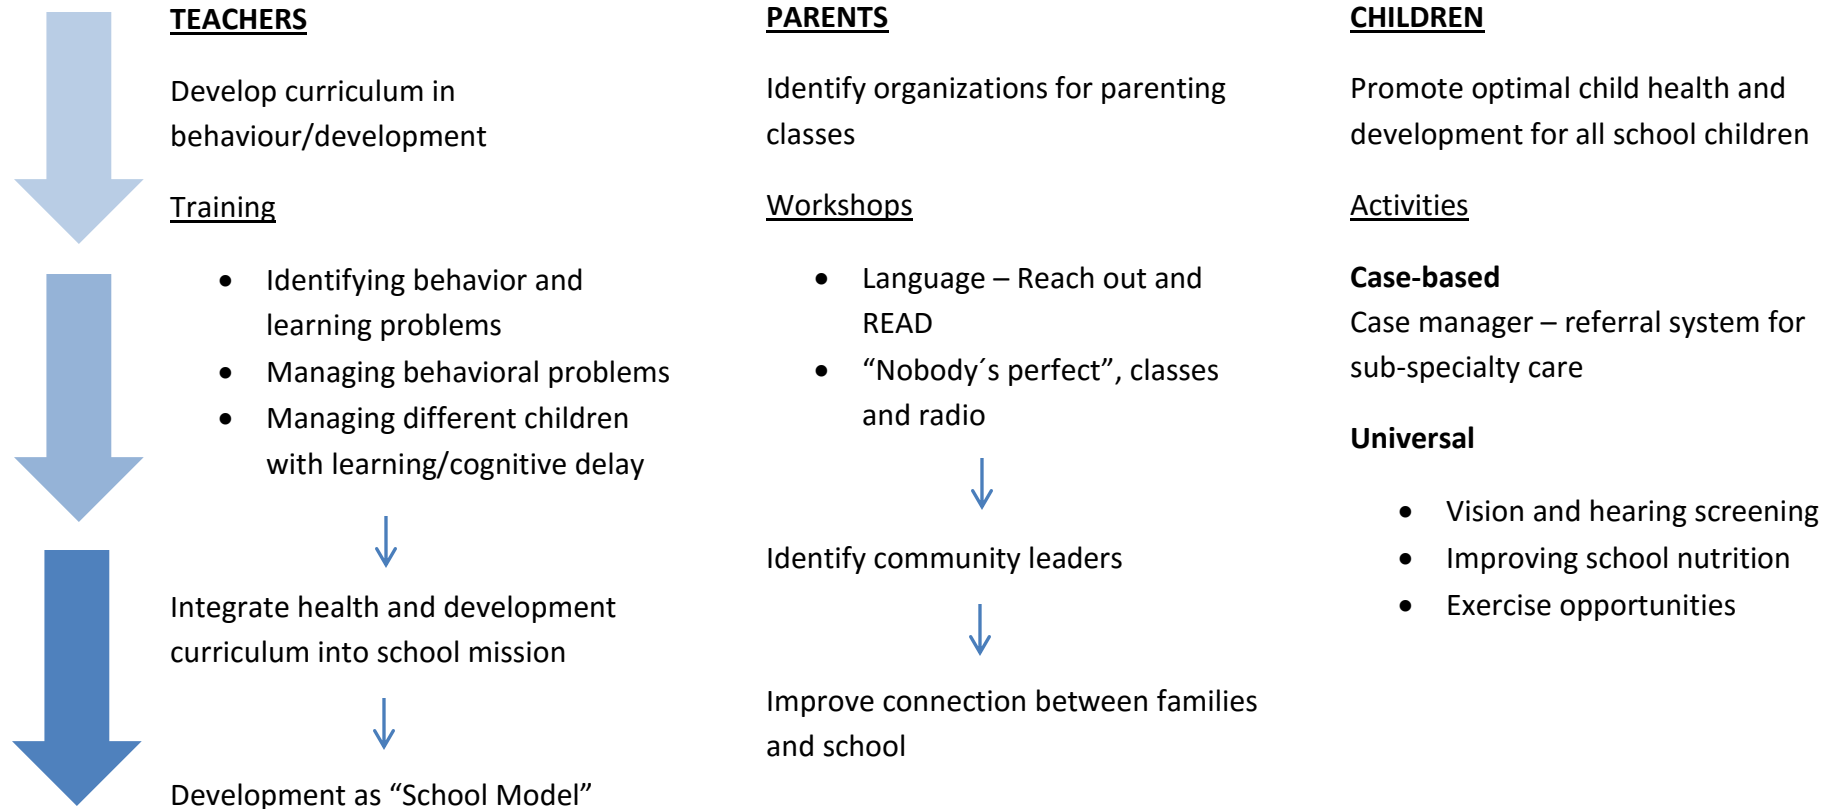 TEACHERS
Develop curriculum in
behaviour/development
Training
• Identifying behavior and
learning problems
• Managing behavioral problems
• Managing different children
with learning/cognitive delay
Integrate health and development
curriculum into school mission
Development as “School Model”
PARENTS
Identify organizations for parenting
classes
Workshops
• Language – Reach out and
READ
• “Nobody´s perfect”, classes
and radio
Identify community leaders
Improve connection between families
and school
CHILDREN
Promote optimal child health and
development for all school children
Activities
Case-based
Case manager – referral system for
sub-specialty care
Universal
• Vision and hearing screening
• Improving school nutrition
• Exercise opportunities